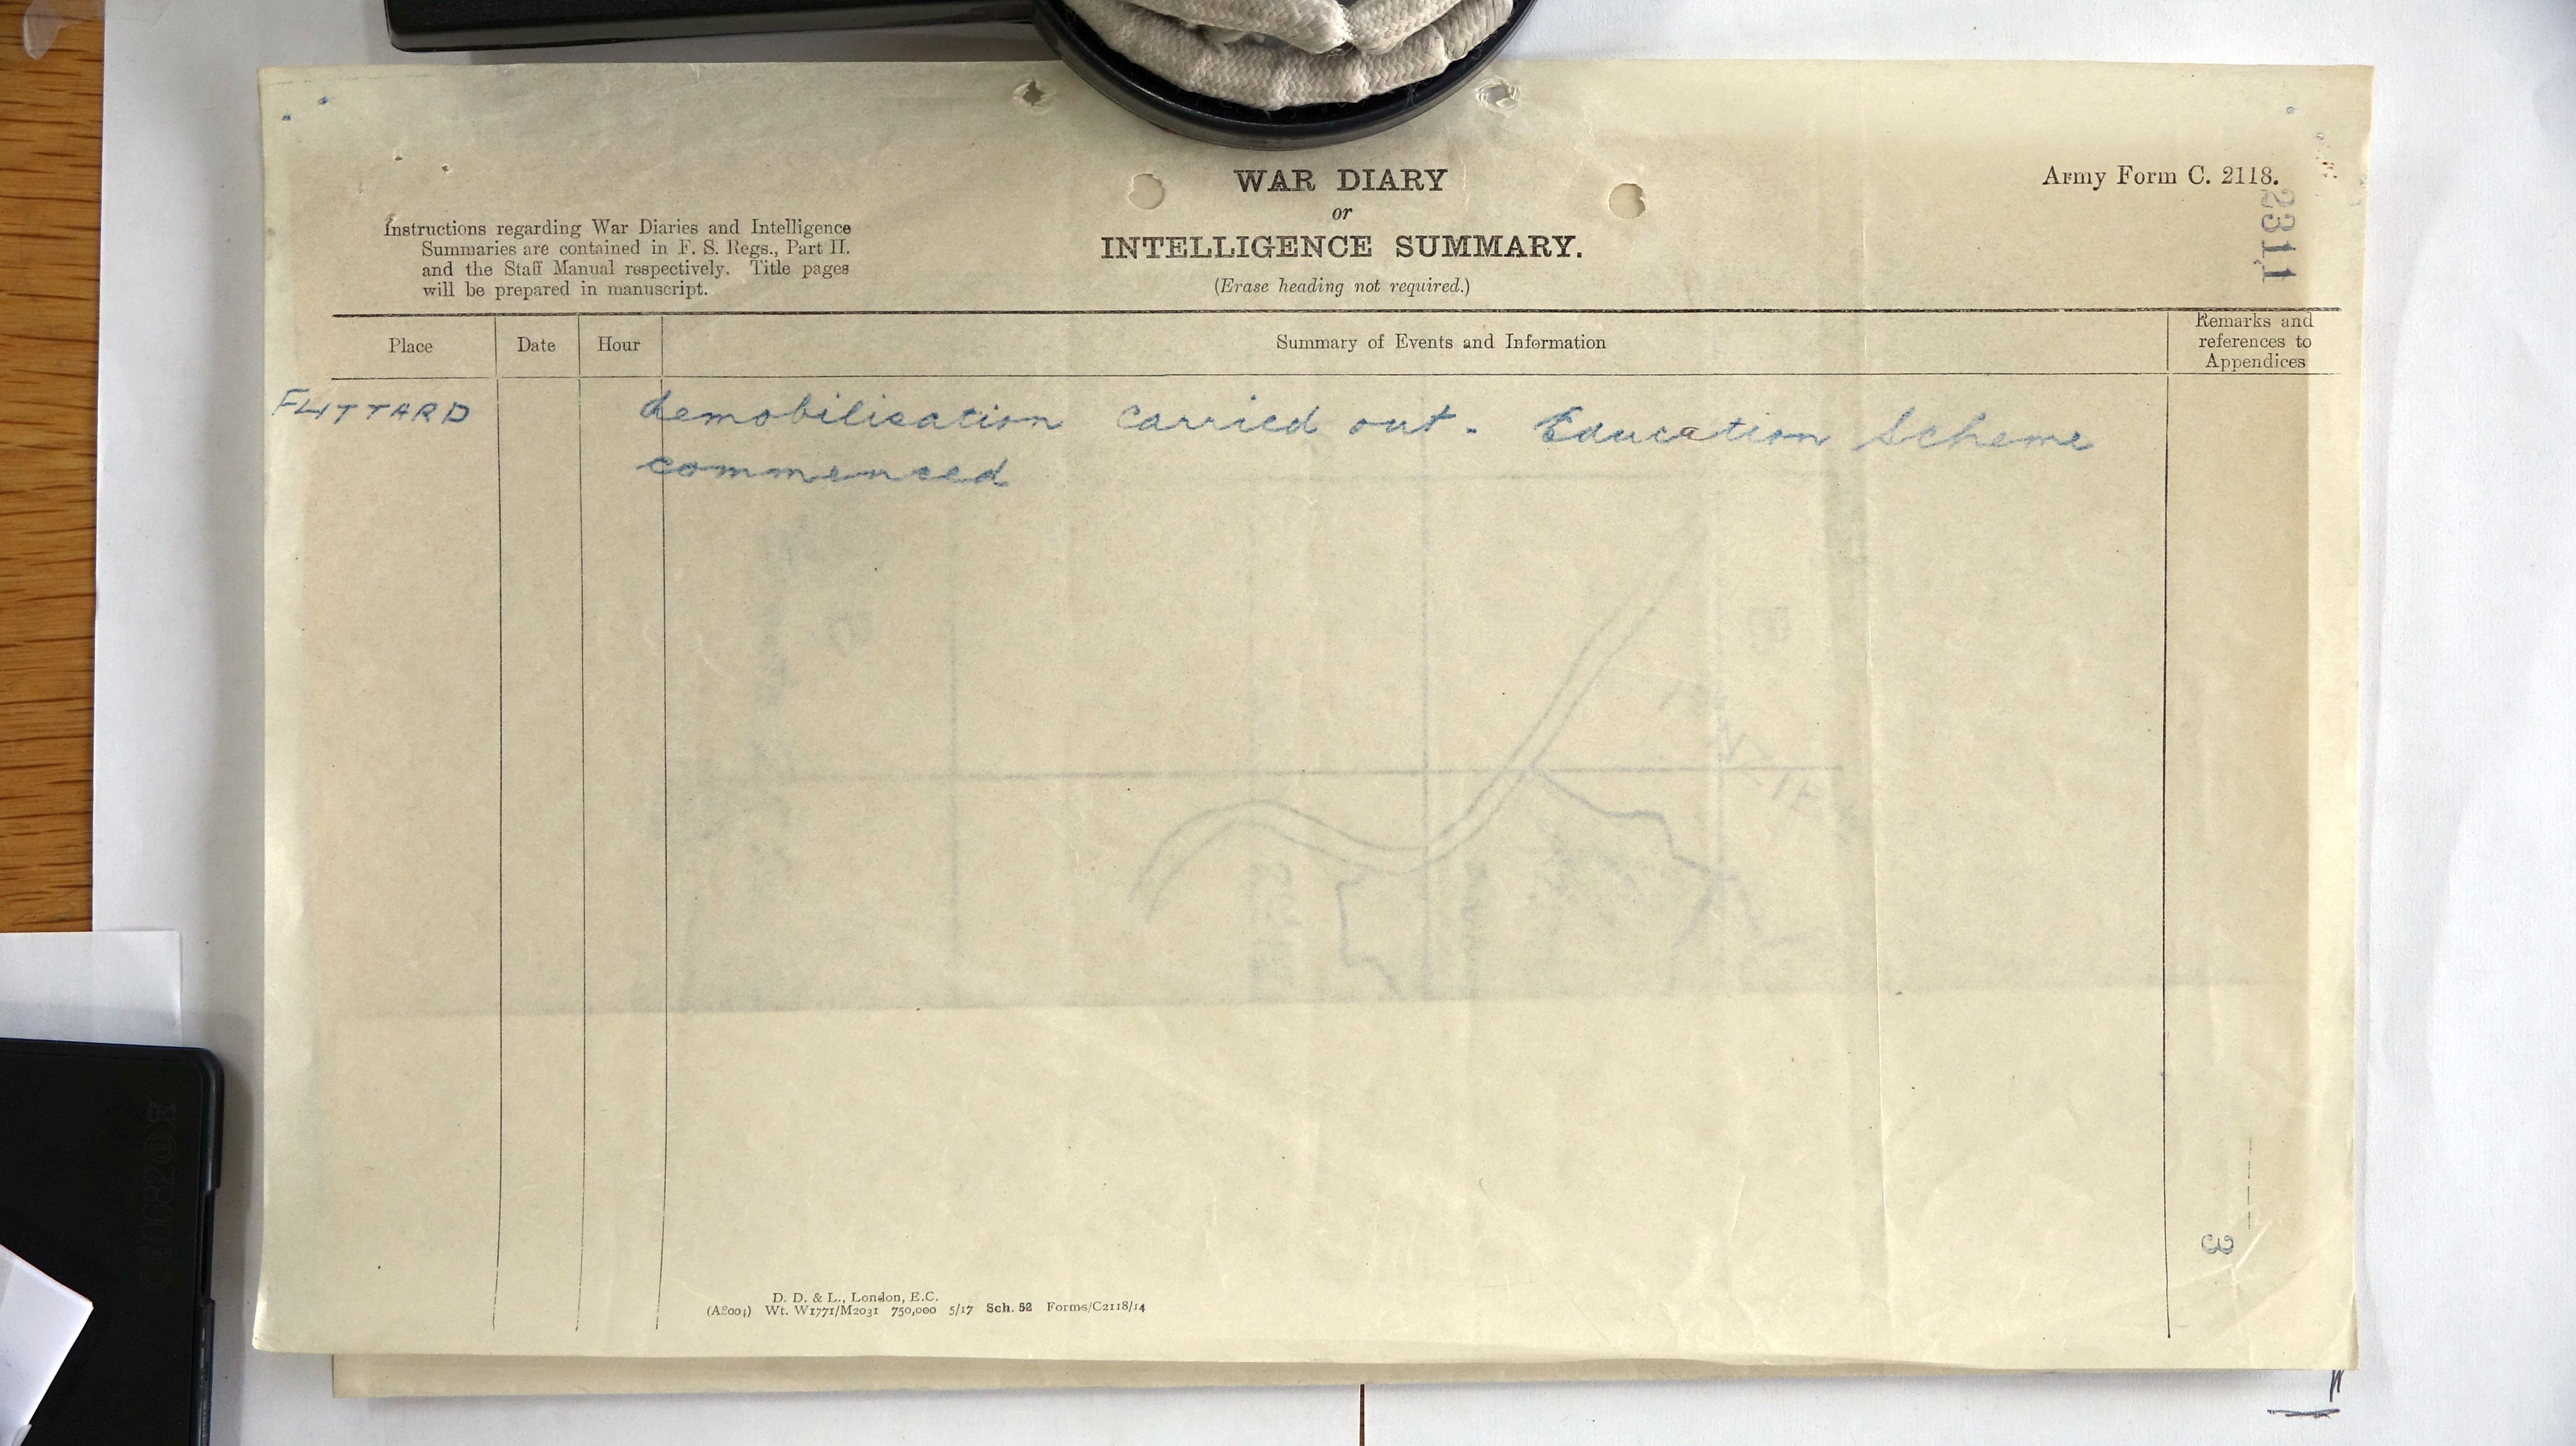 WAR DIARY
or
INTELLIGENCE SUMMARY.
(Erase heading not required.)
Army Form C. 2118.
2311
Instructions regarding War Diaries and Intelligence
Summaries are contained in F. S. Regs., Part II.
and the Staff Manual respectively. Title pages
will be prepared in manuscript.
Place Date Hour Summary of Events and Information Remarks and
references to
Appendices
FLITTARD demobilisation carried out. Education Scheme
commenced
3
D. D. & L., London, E.C.
(A8004) Wt. W1771/M2031 750,000 5/17 Sch. 52 Forms/C2118/14